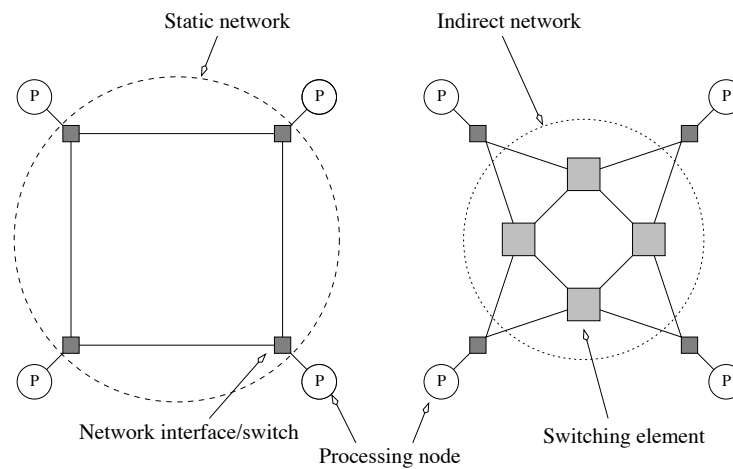 Static network
Indirect network
P
P
P
P
P
P
P
P
Network interface/switch
Processing node
Switching element